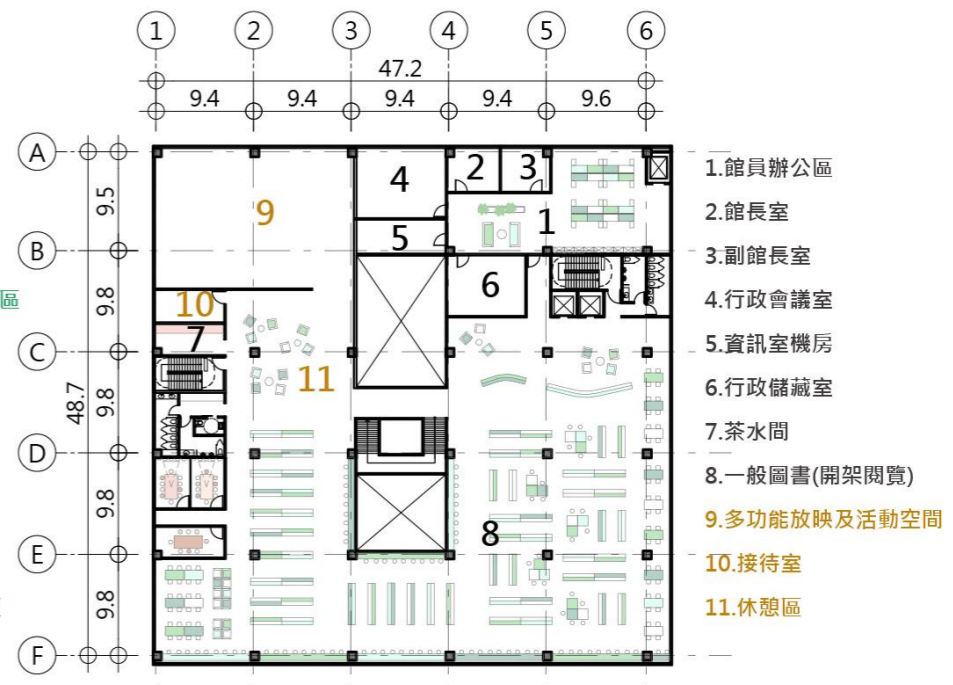 1 2 3 4 5 6
47.2
9.4 9.4 9.4 9.4 9.6
A
B
C
D
E
F
9.5
9.8
9.8
9.8
9.8
48.7
區
9
4
2
3
1
5
6
10
7
11
8
1.館員辦公區
2.館長室
3.副館長室
4.行政會議室
5.資訊室機房
6.行政儲藏室
7.茶水間
8.一般圖書(開架閱覽)
9.多功能放映及活動空間
10.接待室
11.休憩區